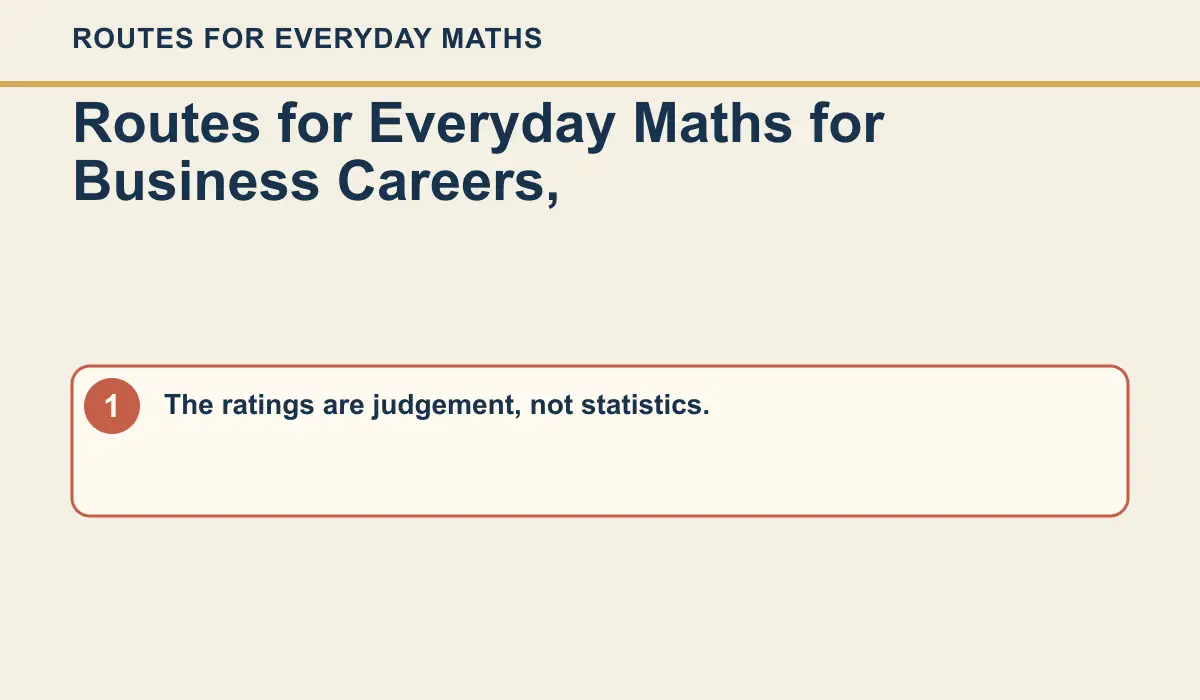 ROUTES FOR EVERYDAY MATHS
Routes for Everyday Maths for
Business Careers,
1
The ratings are judgement, not statistics.